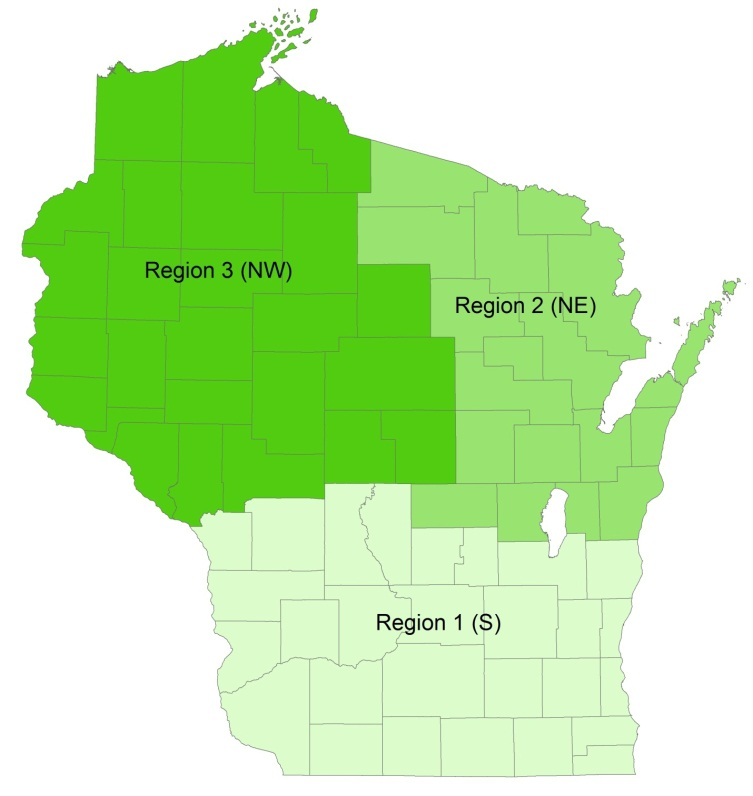 Region 3 (NW)
Region 2 (NE)
Region 1 (S)